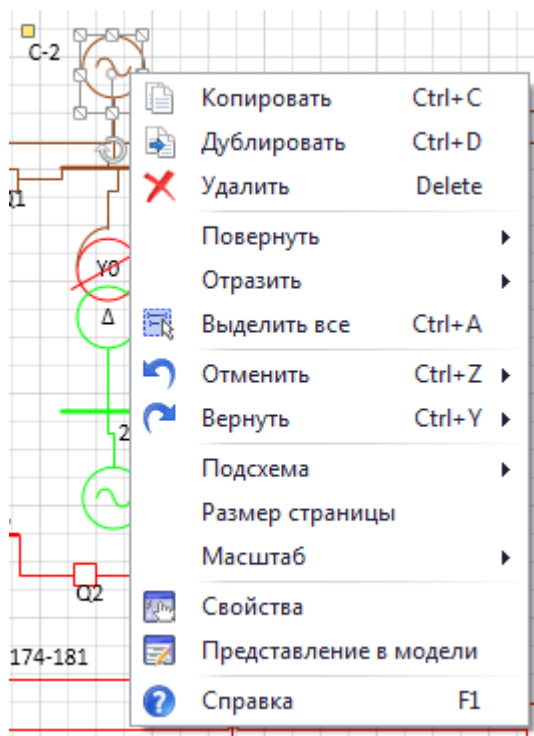 C-2
Копировать Ctrl+C
Дублировать Ctrl+D
Удалить Delete
Q1
Повернуть
Y0
Отразить
Δ
Выделить все Ctrl+A
Отменить Ctrl+Z
Вернуть Ctrl+Y
2
Подсхема
Размер страницы
Масштаб
Q2
Свойства
174-181
Представление в модели
Справка F1